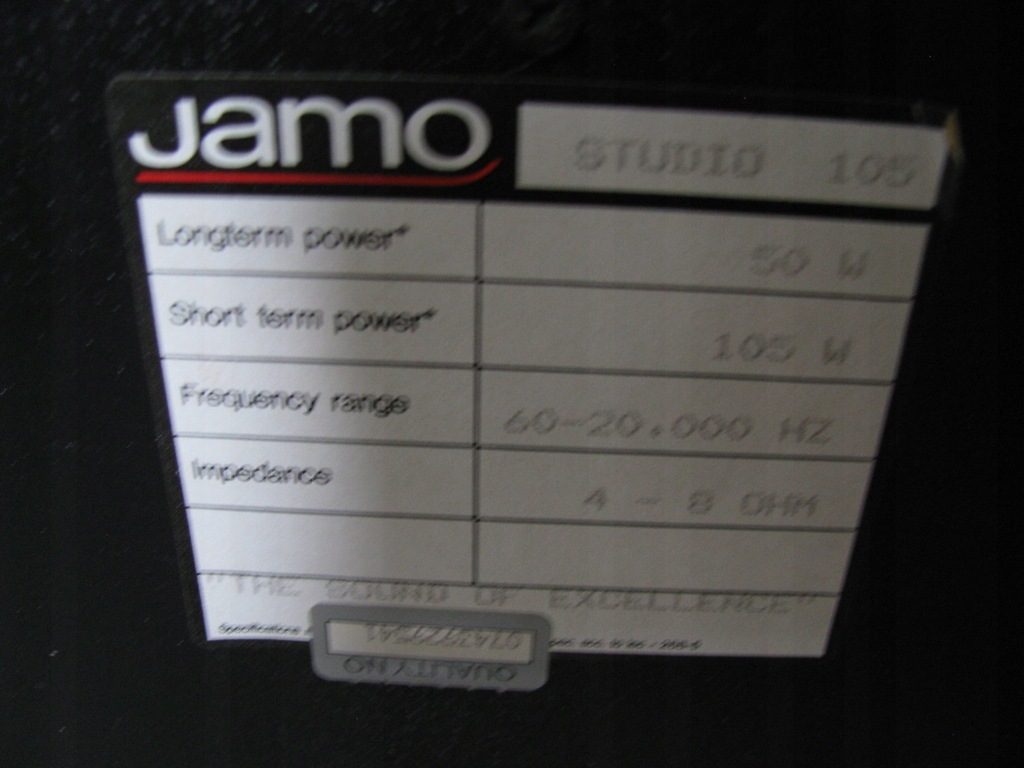 Jamo
STUDIO 105
Longterm power* 50 W
Short term power* 105 W
Frequency range 60-20.000 HZ
Impedance 4 - 8 OHM
"THE SOUND OF EXCELLENCE"
Specifications
QUALITY NO